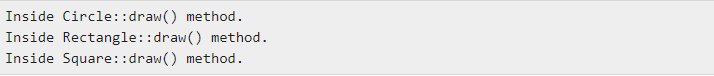 Inside Circle::draw() method.
Inside Rectangle::draw() method.
Inside Square::draw() method.